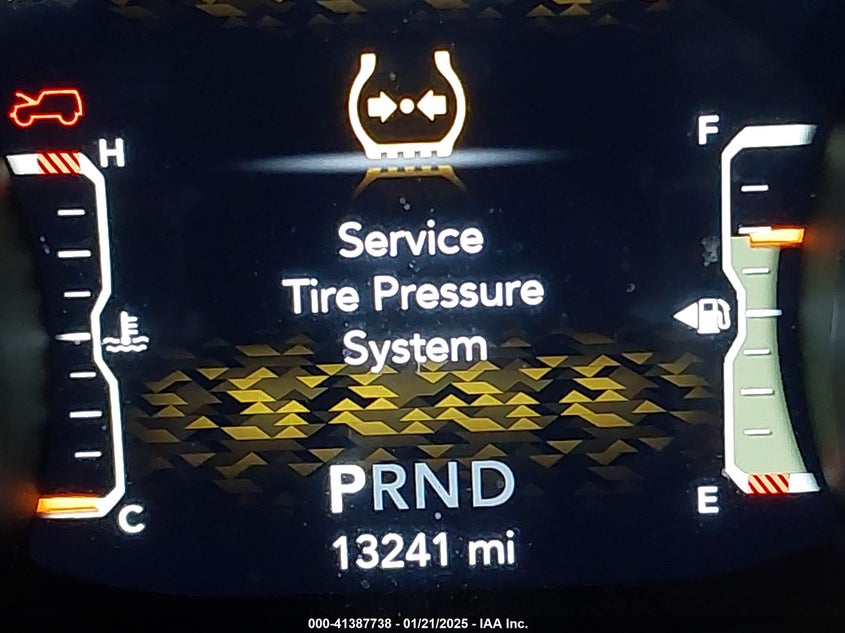 H
F
Service
Tire Pressure
System
PRND
C
E
13241 mi
000-41387738 - 01/21/2025 - IAA Inc.